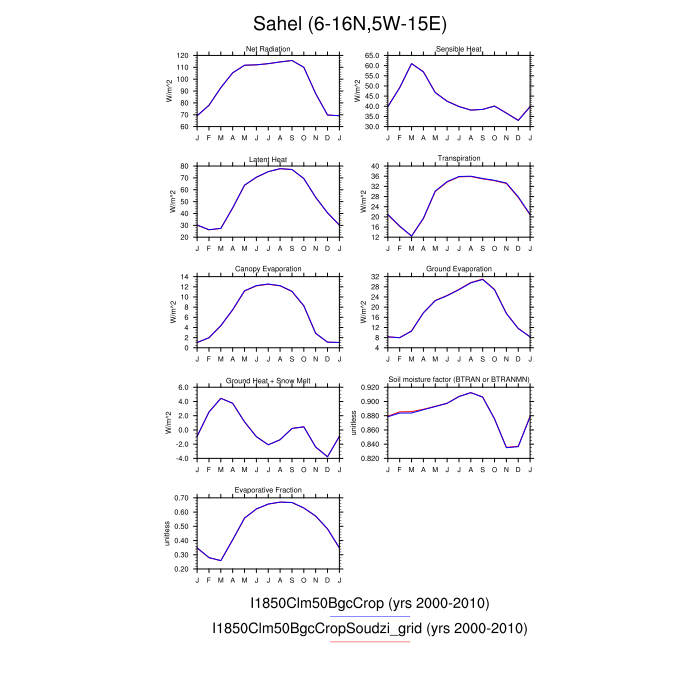 Sahel (6-16N,5W-15E)
Net Radiation
Sensible Heat
W/m^2
120
110
100
90
80
70
60
J F M A M J J A S O N D J
W/m^2
65.0
60.0
55.0
50.0
45.0
40.0
35.0
30.0
J F M A M J J A S O N D J
Latent Heat
Transpiration
W/m^2
80
70
60
50
40
30
20
J F M A M J J A S O N D J
W/m^2
40
36
32
28
24
20
16
12
J F M A M J J A S O N D J
Canopy Evaporation
Ground Evaporation
W/m^2
14
12
10
8
6
4
2
0
J F M A M J J A S O N D J
W/m^2
32
28
24
20
16
12
8
4
J F M A M J J A S O N D J
Ground Heat + Snow Melt
Soil moisture factor (BTRAN or BTRANMN)
W/m^2
6.0
4.0
2.0
0.0
-2.0
-4.0
J F M A M J J A S O N D J
unitless
0.920
0.900
0.880
0.860
0.840
0.820
J F M A M J J A S O N D J
Evaporative Fraction
unitless
0.70
0.60
0.50
0.40
0.30
0.20
J F M A M J J A S O N D J
I1850Clm50BgcCrop (yrs 2000-2010)
I1850Clm50BgcCropSoudzi_grid (yrs 2000-2010)